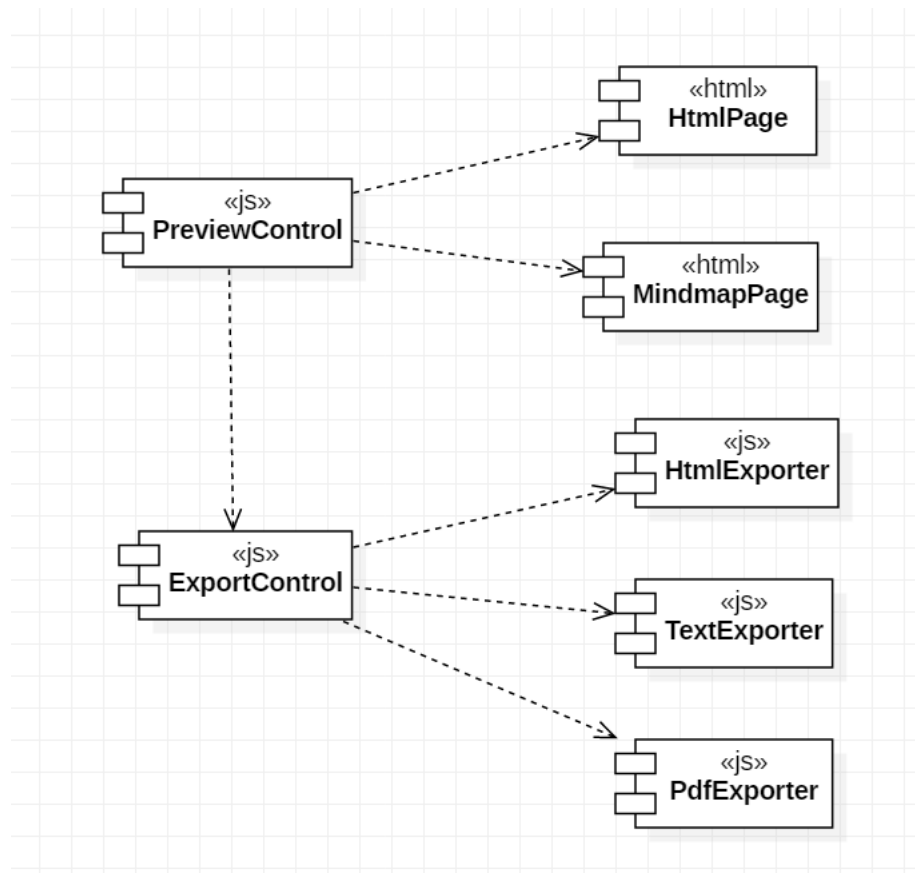 «html»
HtmlPage
«js»
PreviewControl
«html»
MindmapPage
«js»
HtmlExporter
«js»
ExportControl
«js»
TextExporter
«js»
PdfExporter